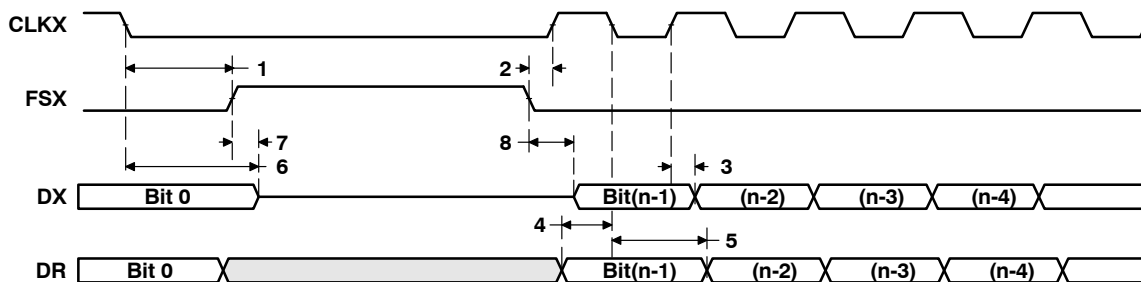 CLKX
1 2
FSX
7 8
6 3
DX Bit 0 Bit(n-1) (n-2) (n-3) (n-4)
4 5
DR Bit 0 Bit(n-1) (n-2) (n-3) (n-4)